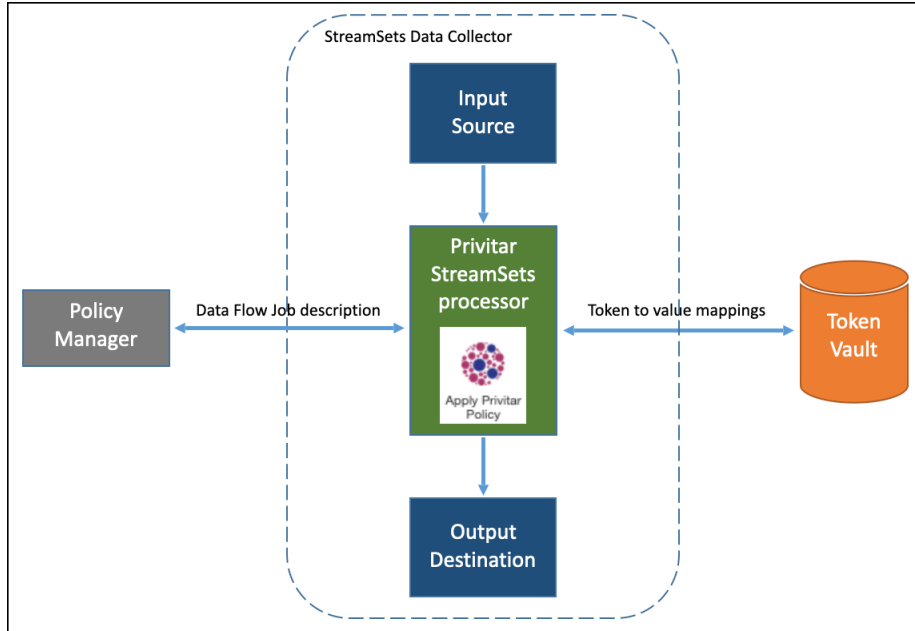 StreamSets Data Collector
Input
Source
Privitar
StreamSets
processor
Policy
Manager
Data Flow Job description
Token to value mappings
Token
Vault
Apply Privitar
Policy
Output
Destination